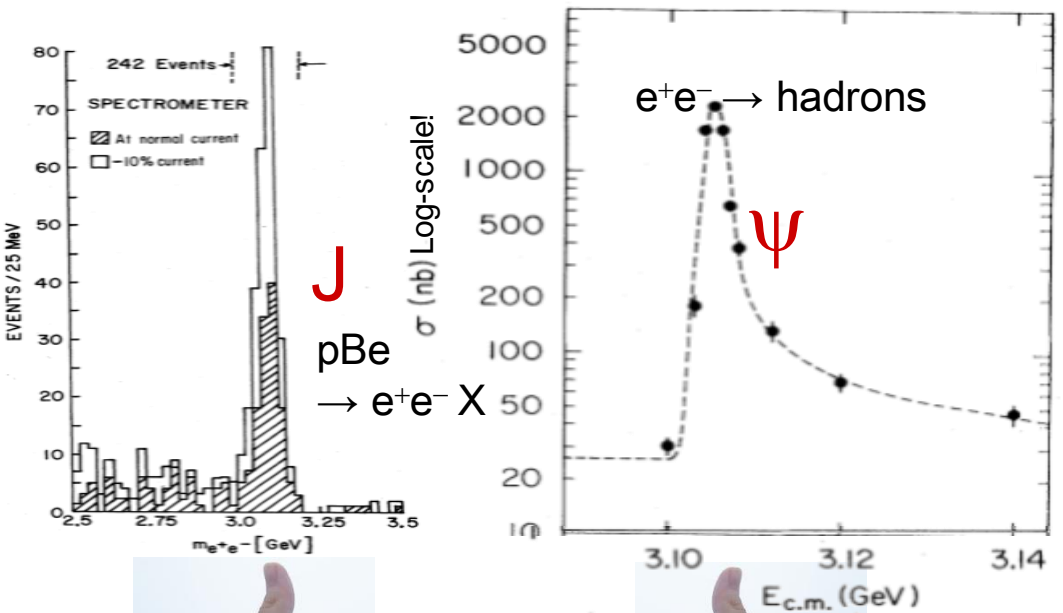 80
70
60
50
40
30
20
10
0
EVENTS / 25 MeV
242 Events
SPECTROMETER
At normal current
-10% current
J
pBe
→ e⁺e⁻ X
2.5
2.75
3.0
3.25
3.5
m e+e- [GeV]
5000
2000
1000
500
200
100
50
20
10
σ (nb) Log-scale!
e⁺e⁻ → hadrons
ψ
3.10
3.12
3.14
E c.m. (GeV)